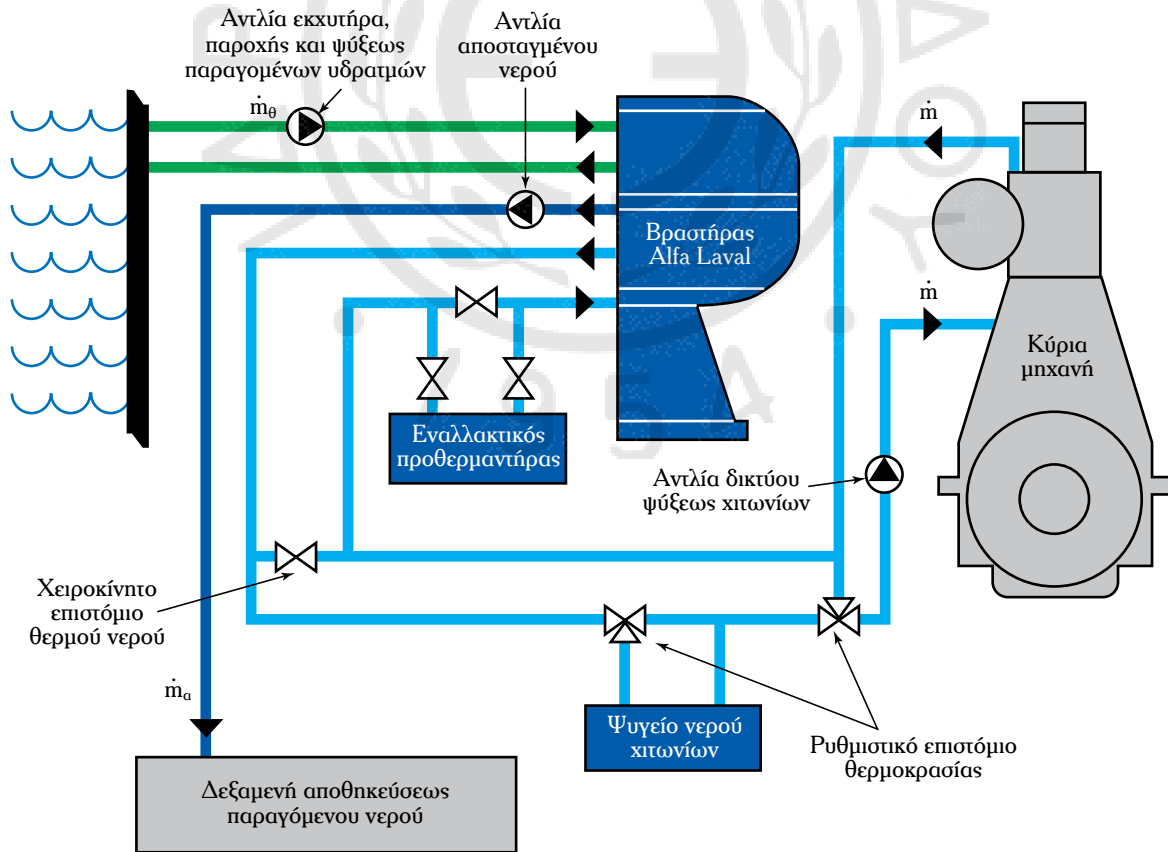 Αντλία εκχυτήρα,
παροχής και ψύξεως
παραγομένων υδρατμών
Αντλία
αποσταγμένου
νερού
ṁθ
ṁ
Βραστήρας
Alfa Laval
ṁ
Κύρια
μηχανή
Εναλλακτικός
προθερμαντήρας
Αντλία δικτύου
ψύξεως χιτωνίων
Χειροκίνητο
επιστόμιο
θερμού νερού
ṁα
Ψυγείο νερού
χιτωνίων
Ρυθμιστικό επιστόμιο
θερμοκρασίας
Δεξαμενή αποθηκεύσεως
παραγόμενου νερού
1954